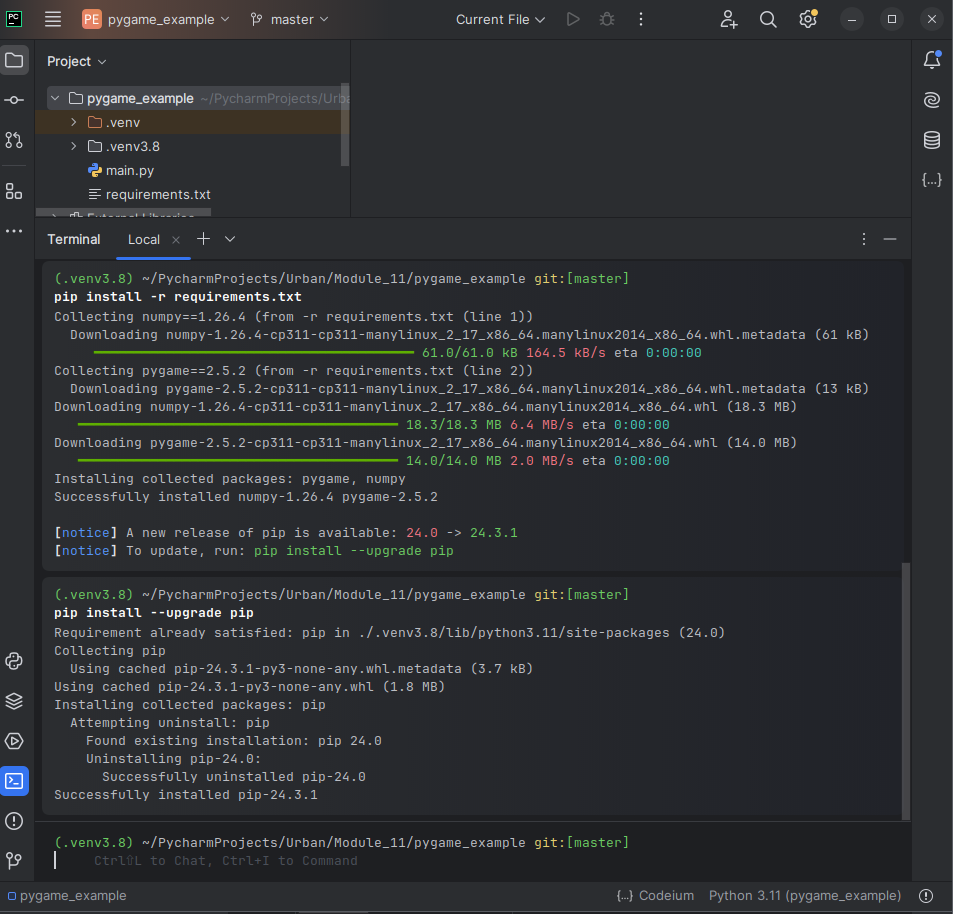 PC
PE pygame_example master Current File
Project
pygame_example ~/PycharmProjects/Urba
.venv
.venv3.8
main.py
requirements.txt
External Libraries
Terminal Local
(.venv3.8) ~/PycharmProjects/Urban/Module_11/pygame_example git:[master]
pip install -r requirements.txt
Collecting numpy==1.26.4 (from -r requirements.txt (line 1))
Downloading numpy-1.26.4-cp311-cp311-manylinux_2_17_x86_64.manylinux2014_x86_64.whl.metadata (61 kB)
61.0/61.0 kB 164.5 kB/s eta 0:00:00
Collecting pygame==2.5.2 (from -r requirements.txt (line 2))
Downloading pygame-2.5.2-cp311-cp311-manylinux_2_17_x86_64.manylinux2014_x86_64.whl.metadata (13 kB)
Downloading numpy-1.26.4-cp311-cp311-manylinux_2_17_x86_64.manylinux2014_x86_64.whl (18.3 MB)
18.3/18.3 MB 6.4 MB/s eta 0:00:00
Downloading pygame-2.5.2-cp311-cp311-manylinux_2_17_x86_64.manylinux2014_x86_64.whl (14.0 MB)
14.0/14.0 MB 2.0 MB/s eta 0:00:00
Installing collected packages: pygame, numpy
Successfully installed numpy-1.26.4 pygame-2.5.2
[notice] A new release of pip is available: 24.0 -> 24.3.1
[notice] To update, run: pip install --upgrade pip
(.venv3.8) ~/PycharmProjects/Urban/Module_11/pygame_example git:[master]
pip install --upgrade pip
Requirement already satisfied: pip in ./.venv3.8/lib/python3.11/site-packages (24.0)
Collecting pip
Using cached pip-24.3.1-py3-none-any.whl.metadata (3.7 kB)
Using cached pip-24.3.1-py3-none-any.whl (1.8 MB)
Installing collected packages: pip
Attempting uninstall: pip
Found existing installation: pip 24.0
Uninstalling pip-24.0:
Successfully uninstalled pip-24.0
Successfully installed pip-24.3.1
(.venv3.8) ~/PycharmProjects/Urban/Module_11/pygame_example git:[master]
Ctrl⇧L to Chat, Ctrl+I to Command
pygame_example {...} Codeium Python 3.11 (pygame_example)